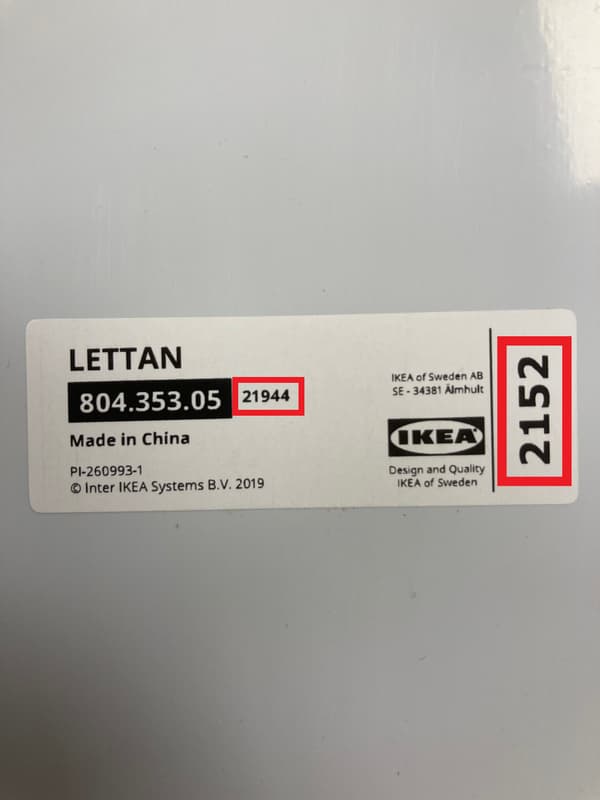 LETTAN
804.353.05 21944
Made in China
PI-260993-1
© Inter IKEA Systems B.V. 2019
IKEA of Sweden AB
SE - 34381 Älmhult
IKEA
Design and Quality
IKEA of Sweden
2152